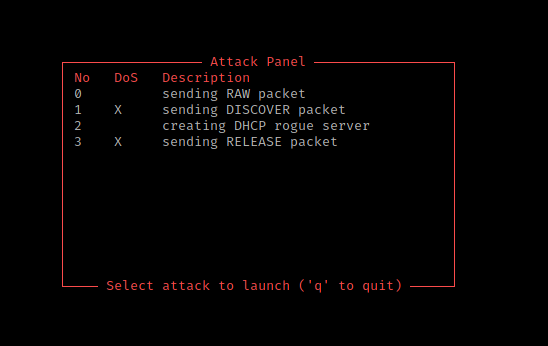 Attack Panel
No DoS Description
0 sending RAW packet
1 X sending DISCOVER packet
2 creating DHCP rogue server
3 X sending RELEASE packet
Select attack to launch ('q' to quit)